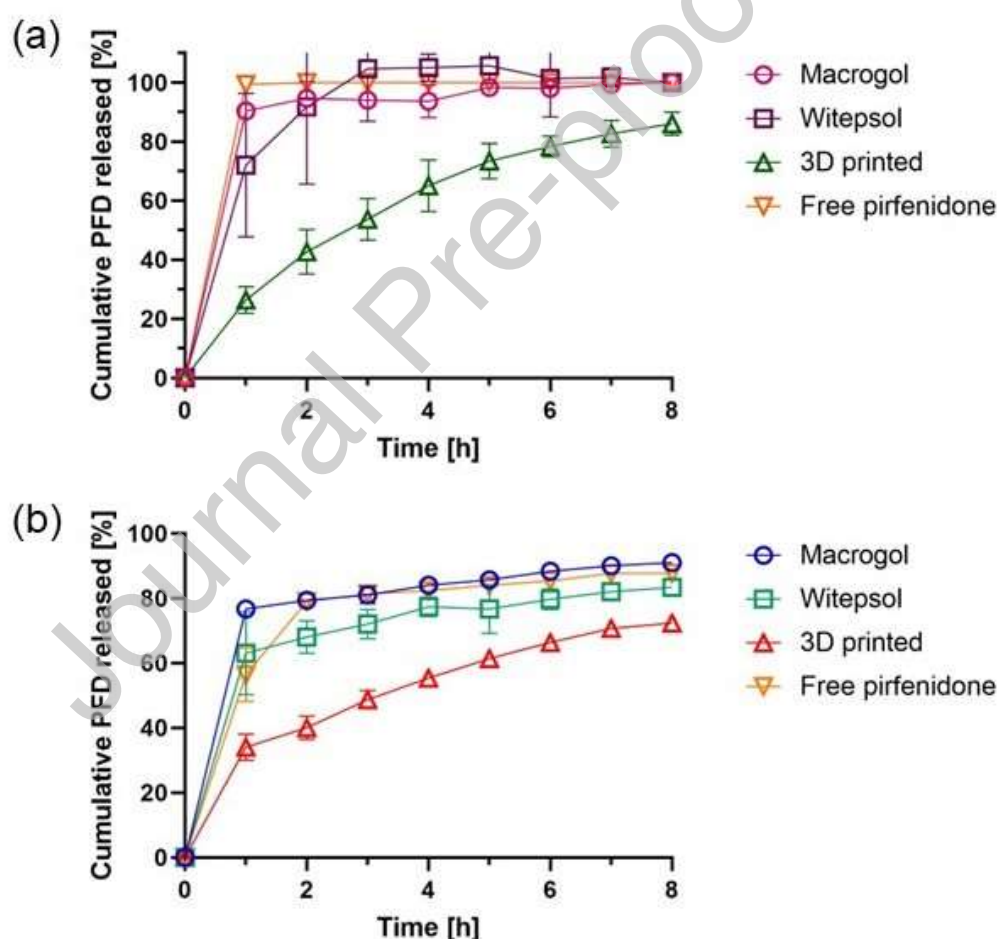 (a)
Cumulative PFD released [%]
100
80
60
40
20
0
0 2 4 6 8
Time [h]
Macrogol
Witepsol
3D printed
Free pirfenidone
(b)
Cumulative PFD released [%]
100
80
60
40
20
0
0 2 4 6 8
Time [h]
Macrogol
Witepsol
3D printed
Free pirfenidone
Journal Pre-proo